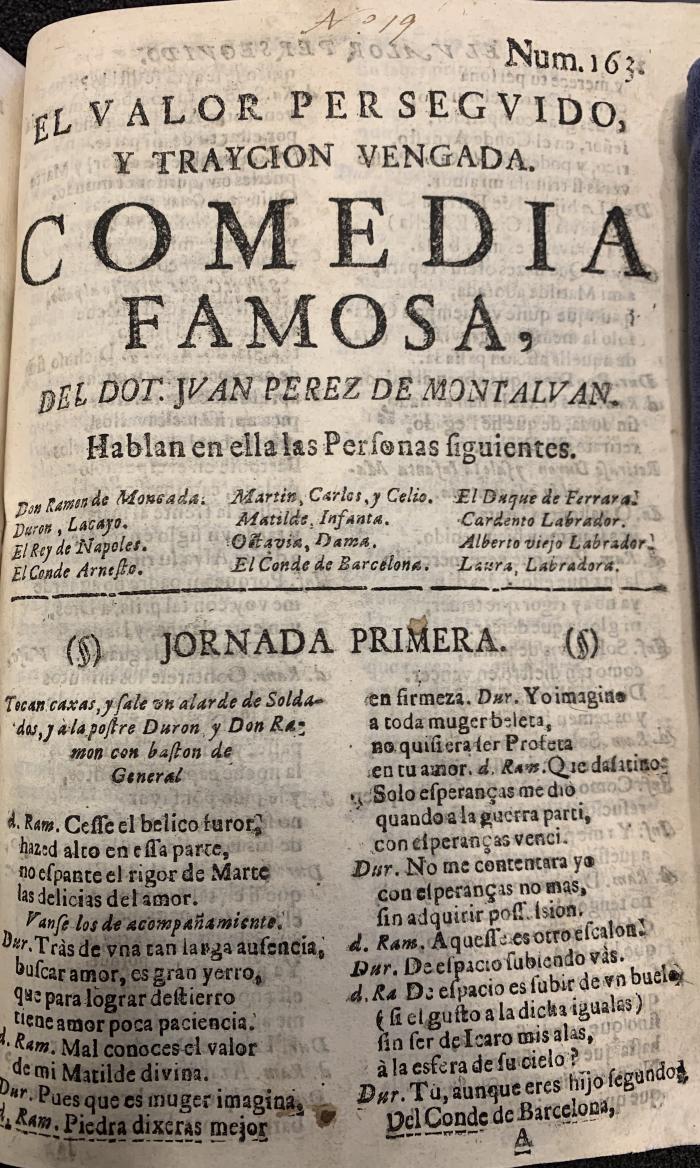 Nº 19
Num. 163.
EL VALOR PERSEGVIDO,
Y TRAYCION VENGADA.
COMEDIA
FAMOSA,
DEL DOT. JVAN PEREZ DE MONTALVAN.
Hablan en ella las Perſonas ſiguientes.
Don Ramon de Moncada.
Duron, Lacayo.
El Rey de Napoles.
El Conde Arneſto.
Martin, Carlos, y Celio.
Matilde, Infanta.
Octavia, Dama.
El Conde de Barcelona.
El Duque de Ferrara.
Cardento Labrador.
Alberto viejo Labrador.
Laura, Labradora.
(§) JORNADA PRIMERA. (§)
Tocan caxas, y ſale vn alarde de Solda-
dos, y à la poſtre Duron y Don Ra-
mon con baſton de
General
d. Ram. Ceſſe el belico furor,
hazed alto en eſſa parte,
no eſpante el rigor de Marte
las delicias del amor.
Vanſe los de acompañamiento.
Dur. Tràs de vna tan larga auſencia,
buſcar amor, es gran yerro,
que para lograr deſtierro
tiene amor poca paciencia.
d. Ram. Mal conoces el valor
de mi Matilde divina.
Dur. Pues que es muger imagina,
d. Ram. Piedra dixeras mejor
en firmeza. Dur. Yo imagino
a toda muger beleta,
no quiſiera ſer Profeta
en tu amor. d. Ram. Que deſatino:
Solo eſperanças me diò
quando a la guerra parti,
con eſperanças venci.
Dur. No me contentara yo
con eſperanças no mas,
ſin adquirir poſſeſsion.
d. Ram. Aqueſſe es otro eſcalon.
Dur. De eſpacio ſubiendo vàs.
d. Ra De eſpacio es ſubir de vn buelo,
(ſi el guſto a la dicha igualas)
ſin ſer de Icaro mis alas,
à la esfera de ſu cielo?
Dur. Tù, aunque eres hijo ſegundo,
Del Conde de Barcelona,
A